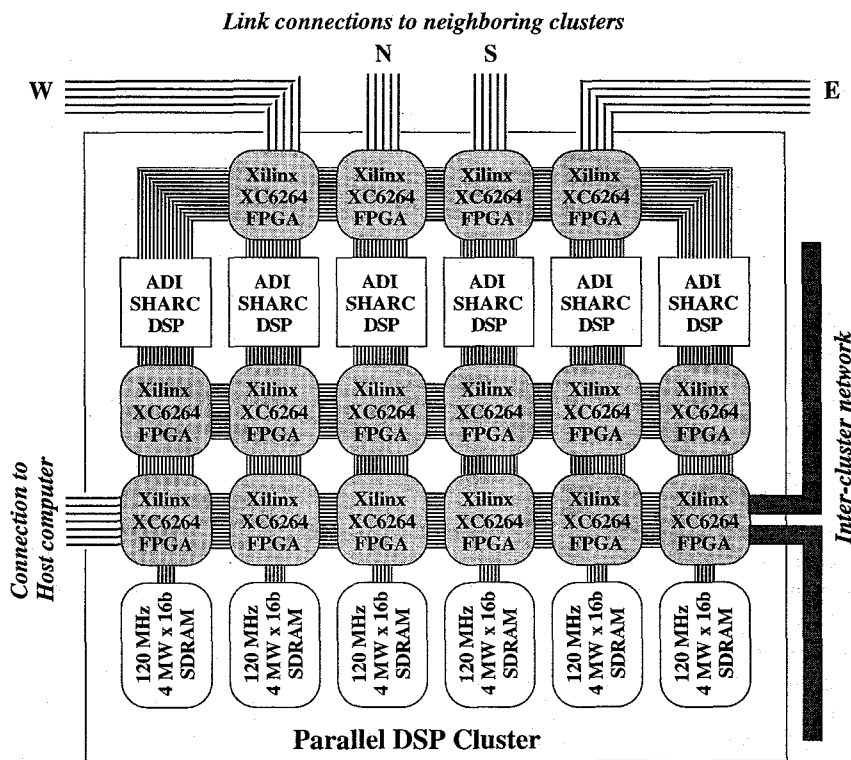 Link connections to neighboring clusters
N
S
W
E
Xilinx
XC6264
FPGA
Xilinx
XC6264
FPGA
Xilinx
XC6264
FPGA
Xilinx
XC6264
FPGA
ADI
SHARC
DSP
ADI
SHARC
DSP
ADI
SHARC
DSP
ADI
SHARC
DSP
ADI
SHARC
DSP
ADI
SHARC
DSP
Xilinx
XC6264
FPGA
Xilinx
XC6264
FPGA
Xilinx
XC6264
FPGA
Xilinx
XC6264
FPGA
Xilinx
XC6264
FPGA
Xilinx
XC6264
FPGA
Inter-cluster network
Connection to
Host computer
Xilinx
XC6264
FPGA
Xilinx
XC6264
FPGA
Xilinx
XC6264
FPGA
Xilinx
XC6264
FPGA
Xilinx
XC6264
FPGA
Xilinx
XC6264
FPGA
120 MHz
4 MW x 16b
SDRAM
120 MHz
4 MW x 16b
SDRAM
120 MHz
4 MW x 16b
SDRAM
120 MHz
4 MW x 16b
SDRAM
120 MHz
4 MW x 16b
SDRAM
120 MHz
4 MW x 16b
SDRAM
Parallel DSP Cluster